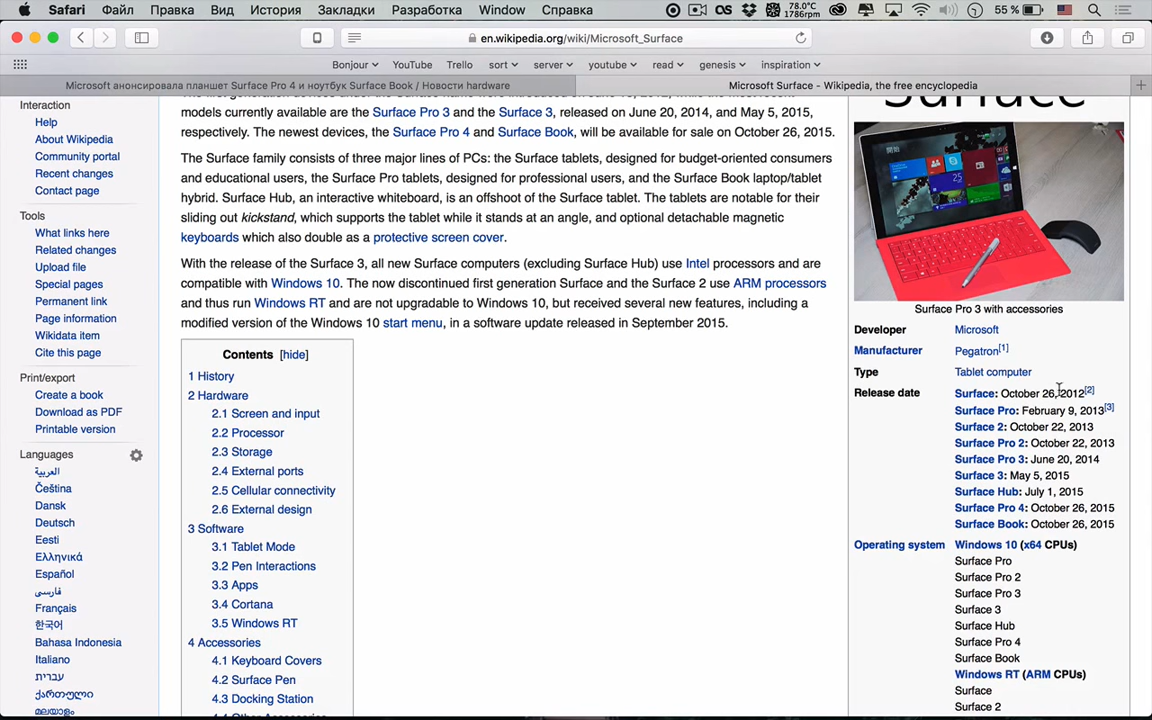 Safari Файл Правка Вид История Закладки Разработка Window Справка 78.0°C 1786rpm 55 %
en.wikipedia.org/wiki/Microsoft_Surface
Bonjour YouTube Trello sort server youtube read genesis inspiration
Microsoft анонсировала планшет Surface Pro 4 и ноутбук Surface Book / Новости hardware
Microsoft Surface - Wikipedia, the free encyclopedia
Interaction
Help
About Wikipedia
Community portal
Recent changes
Contact page
Tools
What links here
Related changes
Upload file
Special pages
Permanent link
Page information
Wikidata item
Cite this page
Print/export
Create a book
Download as PDF
Printable version
Languages
العربية
Čeština
Dansk
Deutsch
Eesti
Ελληνικά
Español
فارسی
Français
한국어
Bahasa Indonesia
Italiano
עברית
ქართული
മലയാളം
models currently available are the Surface Pro 3 and the Surface 3, released on June 20, 2014, and May 5, 2015,
respectively. The newest devices, the Surface Pro 4 and Surface Book, will be available for sale on October 26, 2015.
The Surface family consists of three major lines of PCs: the Surface tablets, designed for budget-oriented consumers
and educational users, the Surface Pro tablets, designed for professional users, and the Surface Book laptop/tablet
hybrid. Surface Hub, an interactive whiteboard, is an offshoot of the Surface tablet. The tablets are notable for their
sliding out kickstand, which supports the tablet while it stands at an angle, and optional detachable magnetic
keyboards which also double as a protective screen cover.
With the release of the Surface 3, all new Surface computers (excluding Surface Hub) use Intel processors and are
compatible with Windows 10. The now discontinued first generation Surface and the Surface 2 use ARM processors
and thus run Windows RT and are not upgradable to Windows 10, but received several new features, including a
modified version of the Windows 10 start menu, in a software update released in September 2015.
Contents [hide]
1 History
2 Hardware
2.1 Screen and input
2.2 Processor
2.3 Storage
2.4 External ports
2.5 Cellular connectivity
2.6 External design
3 Software
3.1 Tablet Mode
3.2 Pen Interactions
3.3 Apps
3.4 Cortana
3.5 Windows RT
4 Accessories
4.1 Keyboard Covers
4.2 Surface Pen
4.3 Docking Station
4.4 Other Accessories
Surface
開始
25
Surface Pro 3 with accessories
Developer Microsoft
Manufacturer Pegatron[1]
Type Tablet computer
Release date Surface: October 26, 2012[2]
Surface Pro: February 9, 2013[3]
Surface 2: October 22, 2013
Surface Pro 2: October 22, 2013
Surface Pro 3: June 20, 2014
Surface 3: May 5, 2015
Surface Hub: July 1, 2015
Surface Pro 4: October 26, 2015
Surface Book: October 26, 2015
Operating system Windows 10 (x64 CPUs)
Surface Pro
Surface Pro 2
Surface Pro 3
Surface 3
Surface Hub
Surface Pro 4
Surface Book
Windows RT (ARM CPUs)
Surface
Surface 2